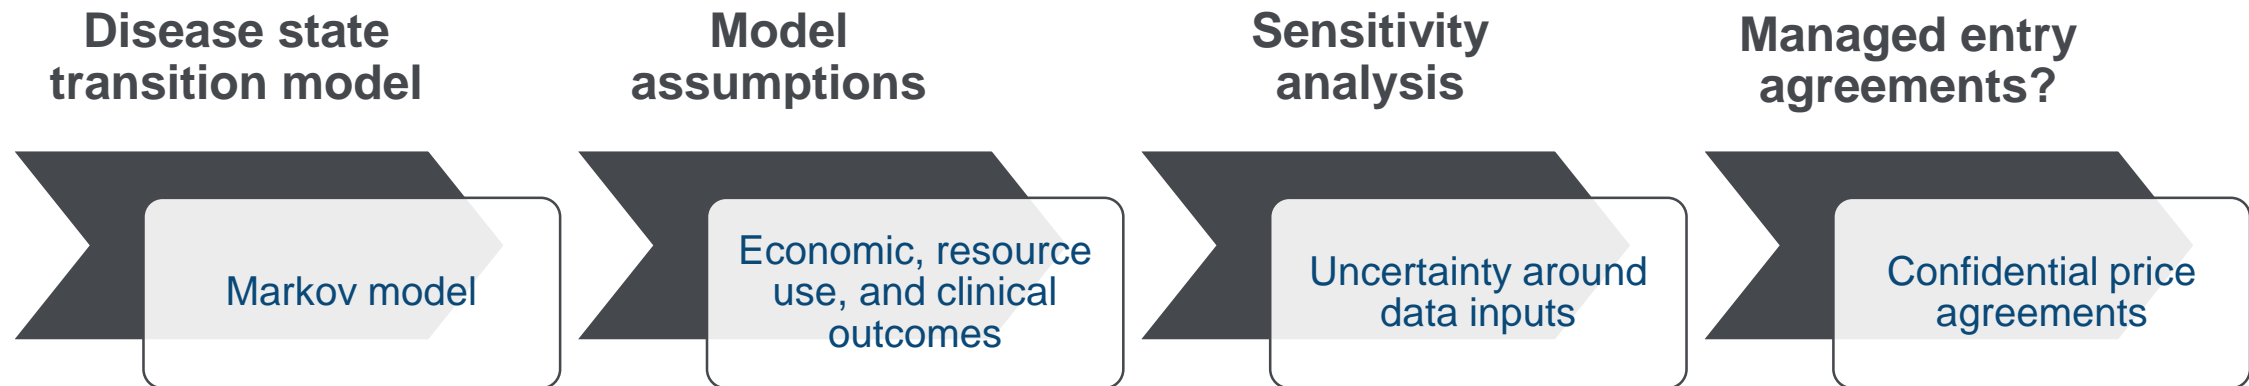 Disease state
transition model
Model
assumptions
Sensitivity
analysis
Managed entry
agreements?
Markov model
Economic, resource
use, and clinical
outcomes
Uncertainty around
data inputs
Confidential price
agreements